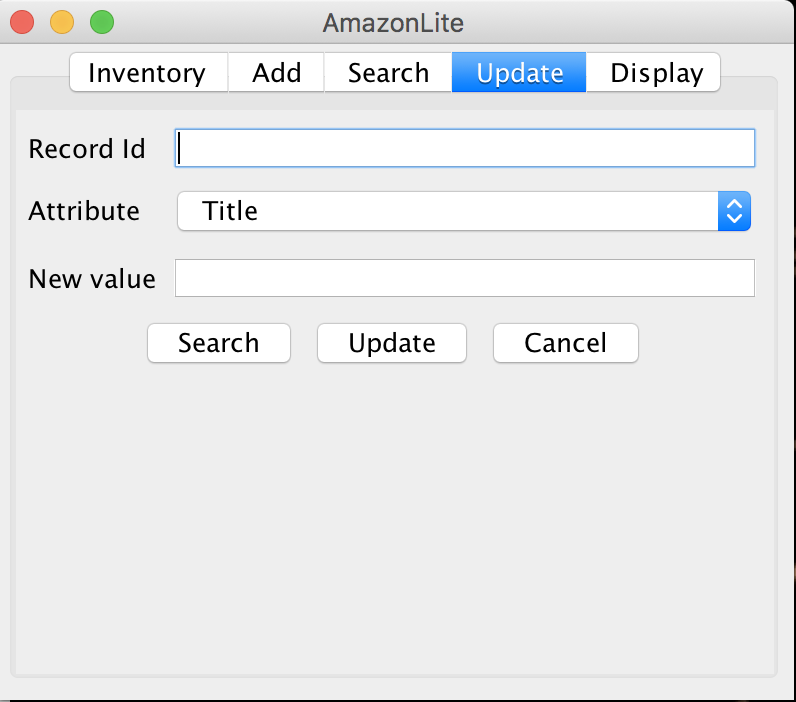 AmazonLite
Inventory Add Search Update Display
Record Id
Attribute Title
New value
Search Update Cancel